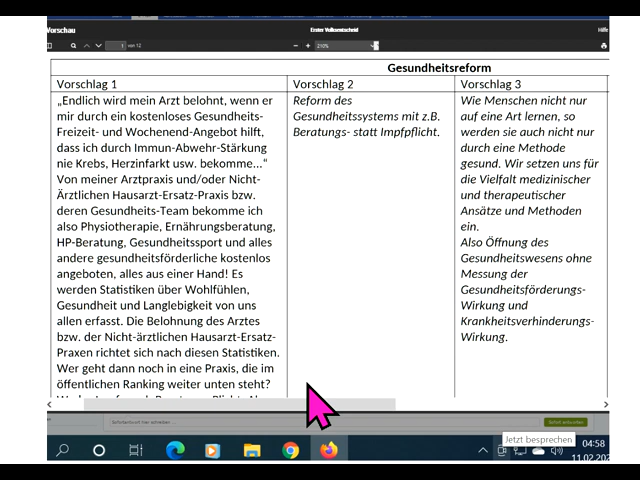 Vorschau
Erster Volksentscheid
Hilfe
1 von 12
210%
Gesundheitsreform
Vorschlag 1
„Endlich wird mein Arzt belohnt, wenn er
mir durch ein kostenloses Gesundheits-
Freizeit- und Wochenend-Angebot hilft,
dass ich durch Immun-Abwehr-Stärkung
nie Krebs, Herzinfarkt usw. bekomme...“
Von meiner Arztpraxis und/oder Nicht-
Ärztlichen Hausarzt-Ersatz-Praxis bzw.
deren Gesundheits-Team bekomme ich
also Physiotherapie, Ernährungsberatung,
HP-Beratung, Gesundheitssport und alles
andere gesundheitsförderliche kostenlos
angeboten, alles aus einer Hand! Es
werden Statistiken über Wohlfühlen,
Gesundheit und Langlebigkeit von uns
allen erfasst. Die Belohnung des Arztes
bzw. der Nicht-ärztlichen Hausarzt-Ersatz-
Praxen richtet sich nach diesen Statistiken.
Wer geht dann noch in eine Praxis, die im
öffentlichen Ranking weiter unten steht?
Vorschlag 2
Reform des
Gesundheitssystems mit z.B.
Beratungs- statt Impfpflicht.
Vorschlag 3
Wie Menschen nicht nur
auf eine Art lernen, so
werden sie auch nicht nur
durch eine Methode
gesund. Wir setzen uns für
die Vielfalt medizinischer
und therapeutischer
Ansätze und Methoden
ein.
Also Öffnung des
Gesundheitswesens ohne
Messung der
Gesundheitsförderungs-
Wirkung und
Krankheitsverhinderungs-
Wirkung.
Sofort antworten
Jetzt besprechen
04:58
11.02.202